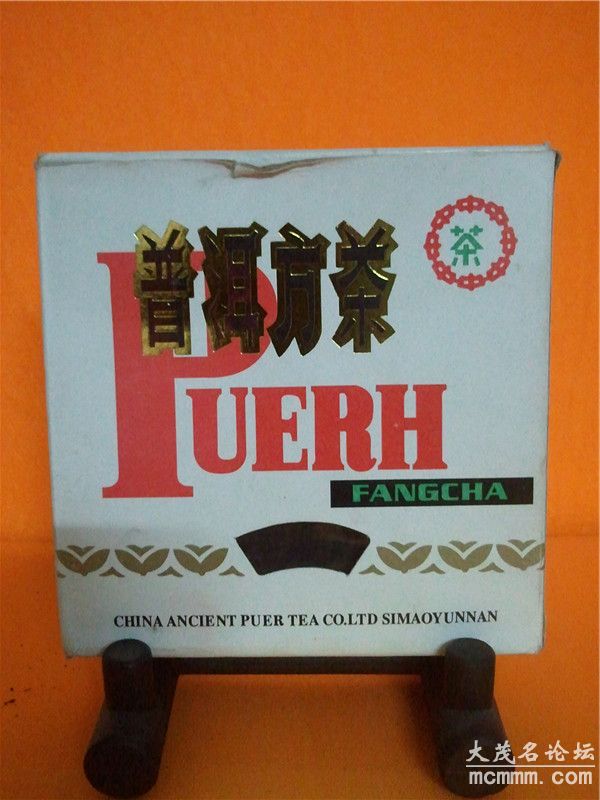 普洱方茶
茶
PUERH
FANGCHA
CHINA ANCIENT PUER TEA CO.LTD SIMAOYUNNAN
大茂名论坛
mcmmm.com